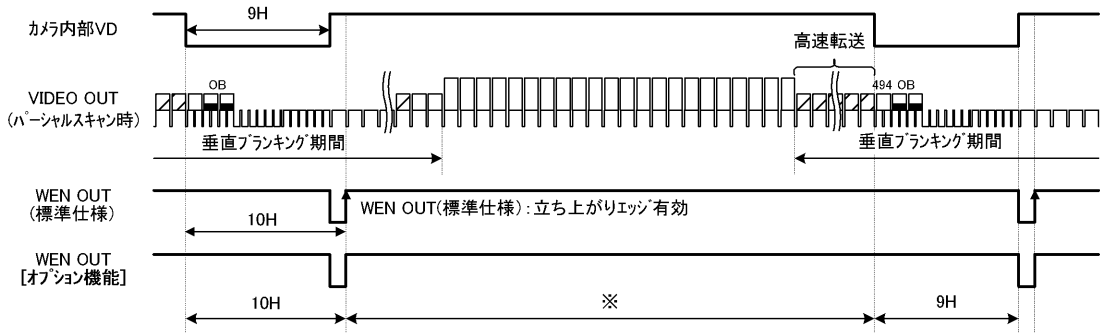 9H
カメラ内部VD
高速転送
OB
494 OB
VIDEO OUT
(パーシャルスキャン時)
垂直ブランキング期間
垂直ブランキング期間
WEN OUT
(標準仕様)
WEN OUT(標準仕様):立ち上がりエッジ有効
10H
WEN OUT
[オプション機能]
10H
※
9H